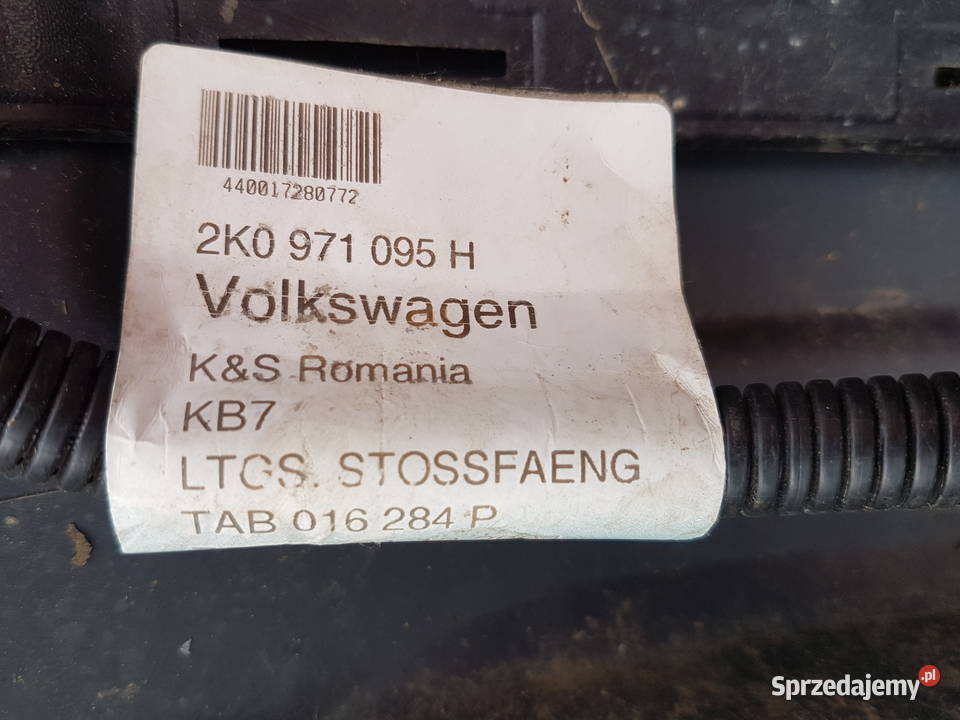 440017280772
2K0 971 095 H
Volkswagen
K&S Romania
KB7
LTGS. STOSSFAENG
TAB 016 284 P
Sprzedajemy.pl